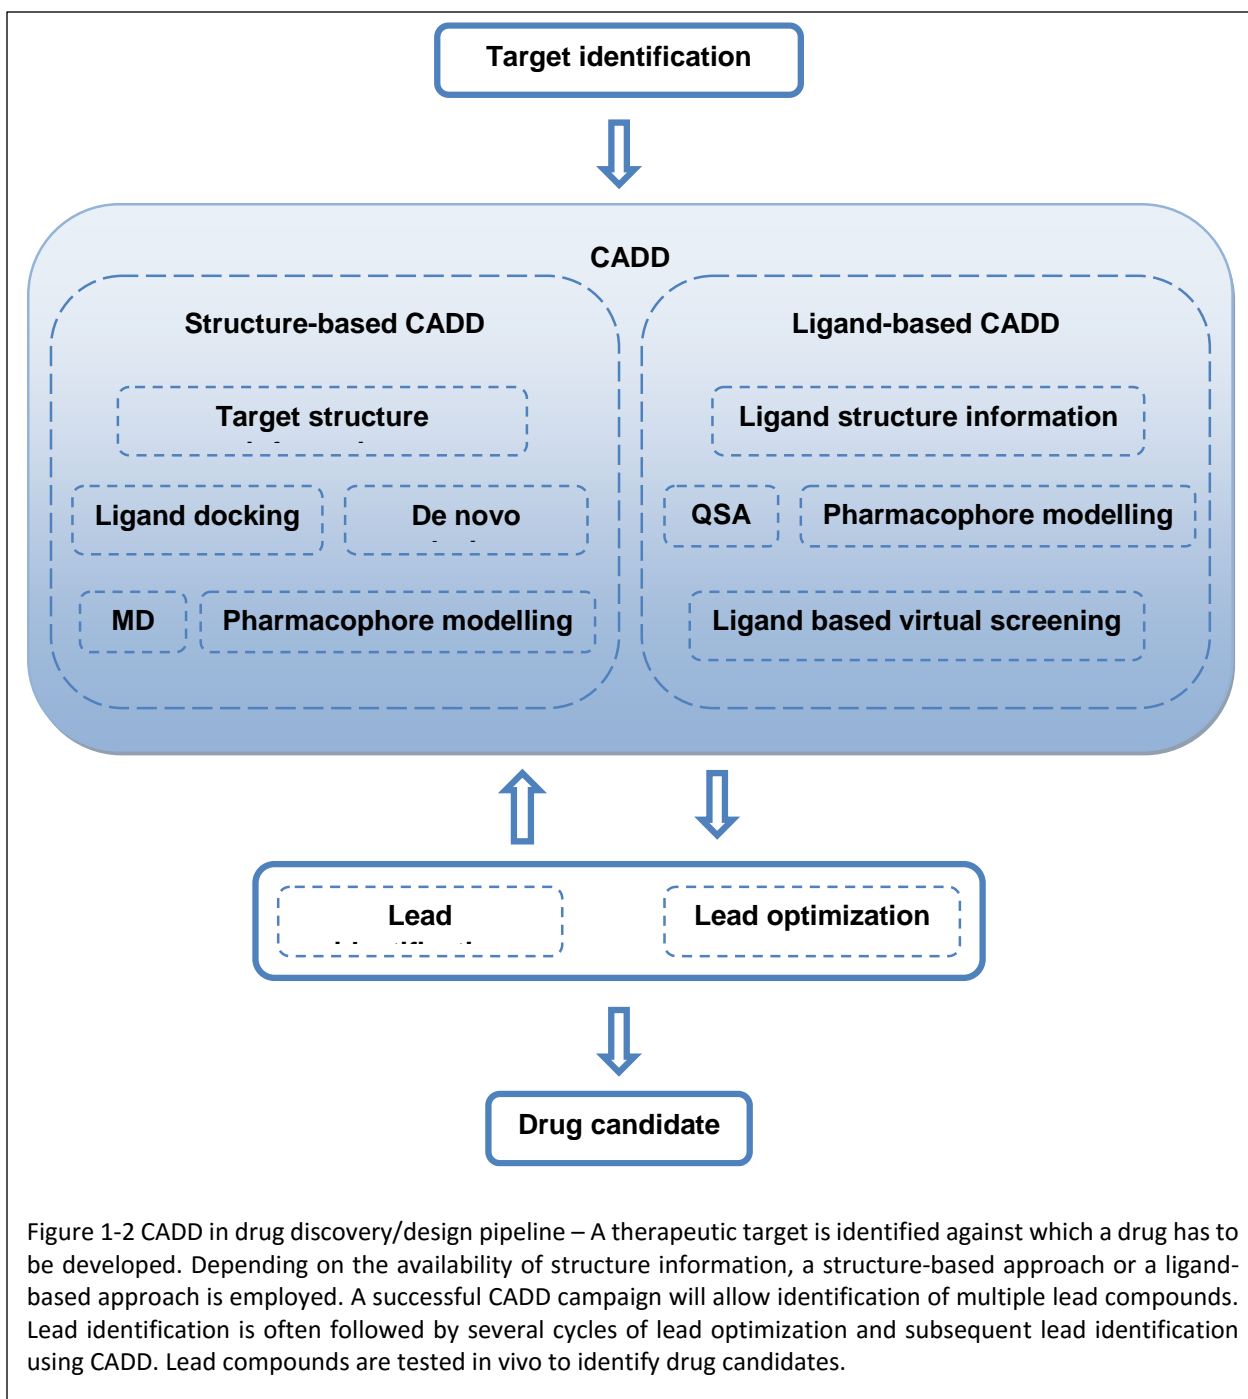 Target identification
CADD
Structure-based CADD
Ligand-based CADD
Target structure
Ligand structure information
Ligand docking
De novo
QSA
Pharmacophore modelling
MD
Pharmacophore modelling
Ligand based virtual screening
Lead
Lead optimization
Drug candidate
Figure 1-2 CADD in drug discovery/design pipeline – A therapeutic target is identified against which a drug has to
be developed. Depending on the availability of structure information, a structure-based approach or a ligand-
based approach is employed. A successful CADD campaign will allow identification of multiple lead compounds.
Lead identification is often followed by several cycles of lead optimization and subsequent lead identification
using CADD. Lead compounds are tested in vivo to identify drug candidates.